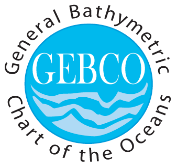 General Bathymetric
GEBCO
Chart of the Oceans